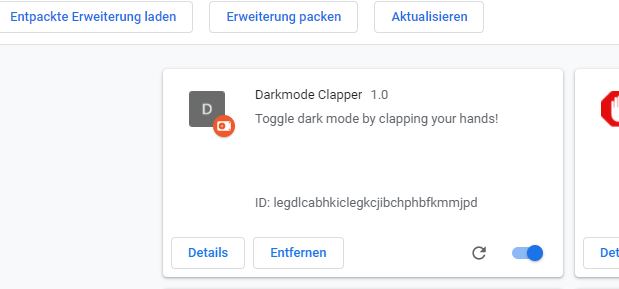 Entpackte Erweiterung laden
Erweiterung packen
Aktualisieren
D
Darkmode Clapper 1.0
Toggle dark mode by clapping your hands!
ID: legdlcabhkiclegkcjibchphbfkmmjpd
Details
Entfernen
Det